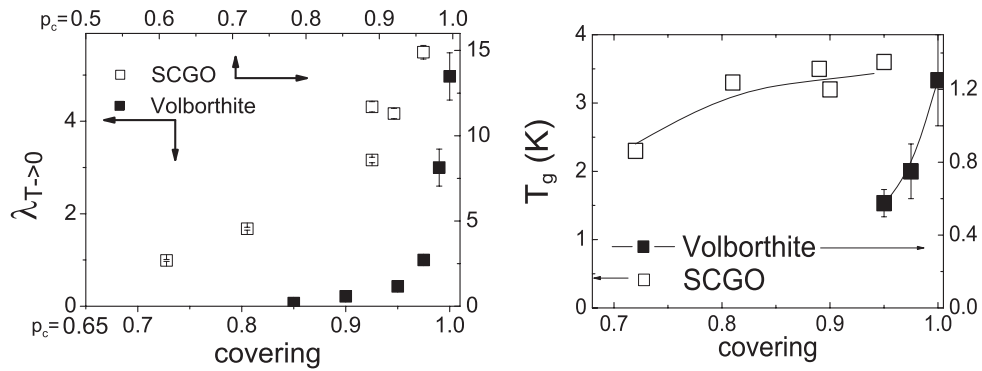 p_c=0.5 0.6 0.7 0.8 0.9 1.0
SCGO
Volborthite
λ_T->0
0
2
4
0
5
10
15
p_c=0.65 0.7 0.8 0.9 1.0
covering
T_g (K)
0
1
2
3
4
Volborthite
SCGO
0.0
0.4
0.8
1.2
0.7 0.8 0.9 1.0
covering